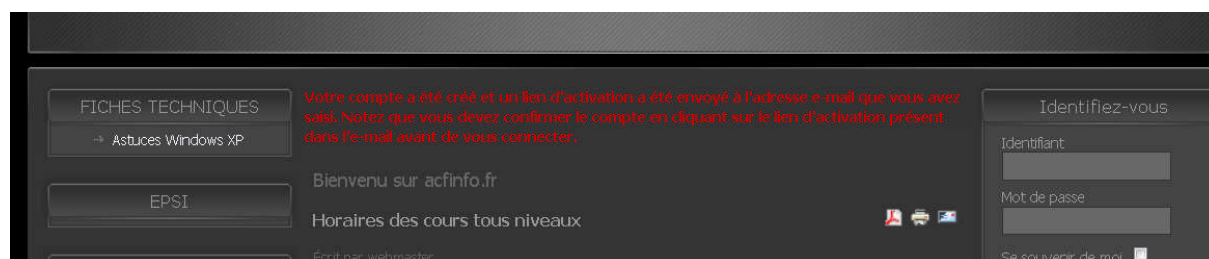 FICHES TECHNIQUES
Astuces Windows XP
EPSI
Votre compte a été créé et un lien d'activation a été envoyé à l'adresse e-mail que vous avez
saisi. Notez que vous devez confirmer le compte en cliquant sur le lien d'activation présent
dans l'e-mail avant de vous connecter.
Bienvenu sur acfinfo.fr
Horaires des cours tous niveaux
Écrit par webmaster
Identifiez-vous
Identifiant
Mot de passe
Se souvenir de moi